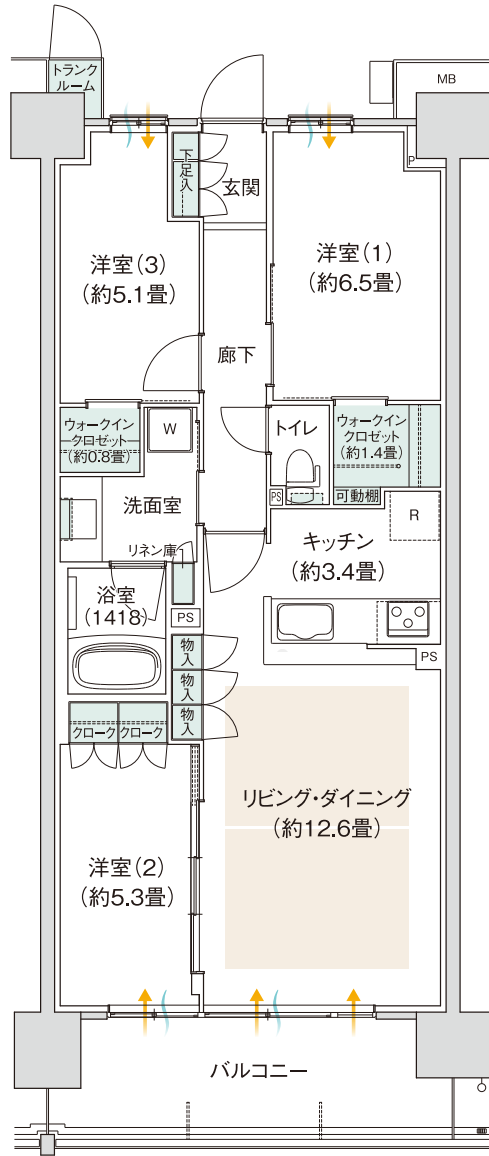 トランク
ルーム
MB
下足入
玄関
P
洋室(3)
(約5.1畳)
洋室(1)
(約6.5畳)
廊下
ウォークイン
クロゼット
(約0.8畳)
W
トイレ
ウォークイン
クロゼット
(約1.4畳)
可動棚
PS
R
洗面室
リネン庫
キッチン
(約3.4畳)
浴室
(1418)
PS
物入
物入
物入
PS
クローク
クローク
リビング・ダイニング
(約12.6畳)
洋室(2)
(約5.3畳)
バルコニー